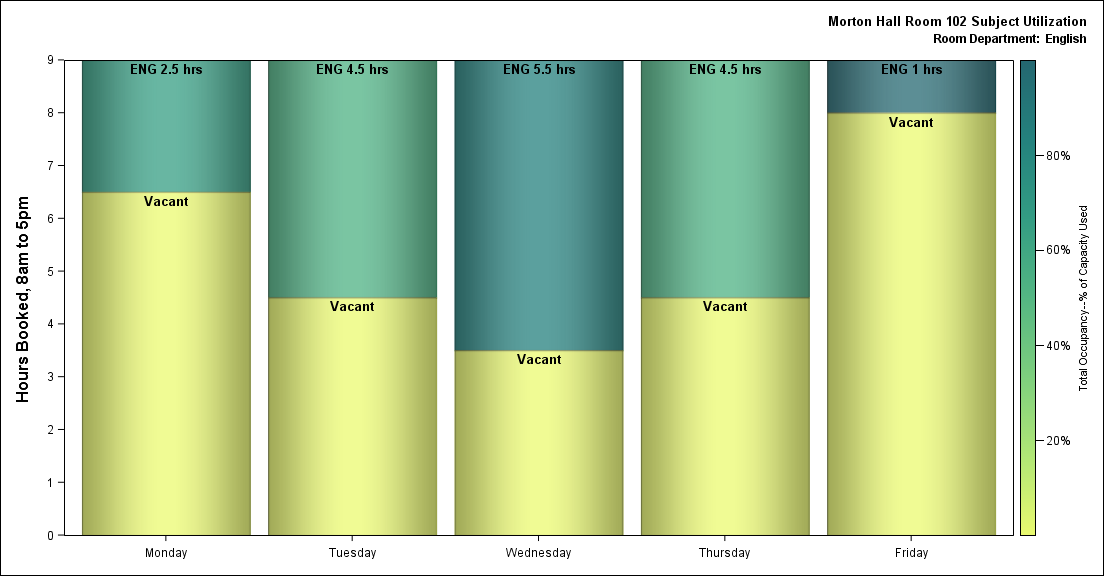 Morton Hall Room 102 Subject Utilization
Room Department: English
Hours Booked, 8am to 5pm
9
8
7
6
5
4
3
2
1
0
ENG 2.5 hrs
ENG 4.5 hrs
ENG 5.5 hrs
ENG 4.5 hrs
ENG 1 hrs
Vacant
Vacant
Vacant
Vacant
Vacant
Monday
Tuesday
Wednesday
Thursday
Friday
80%
60%
40%
20%
Total Occupancy--% of Capacity Used